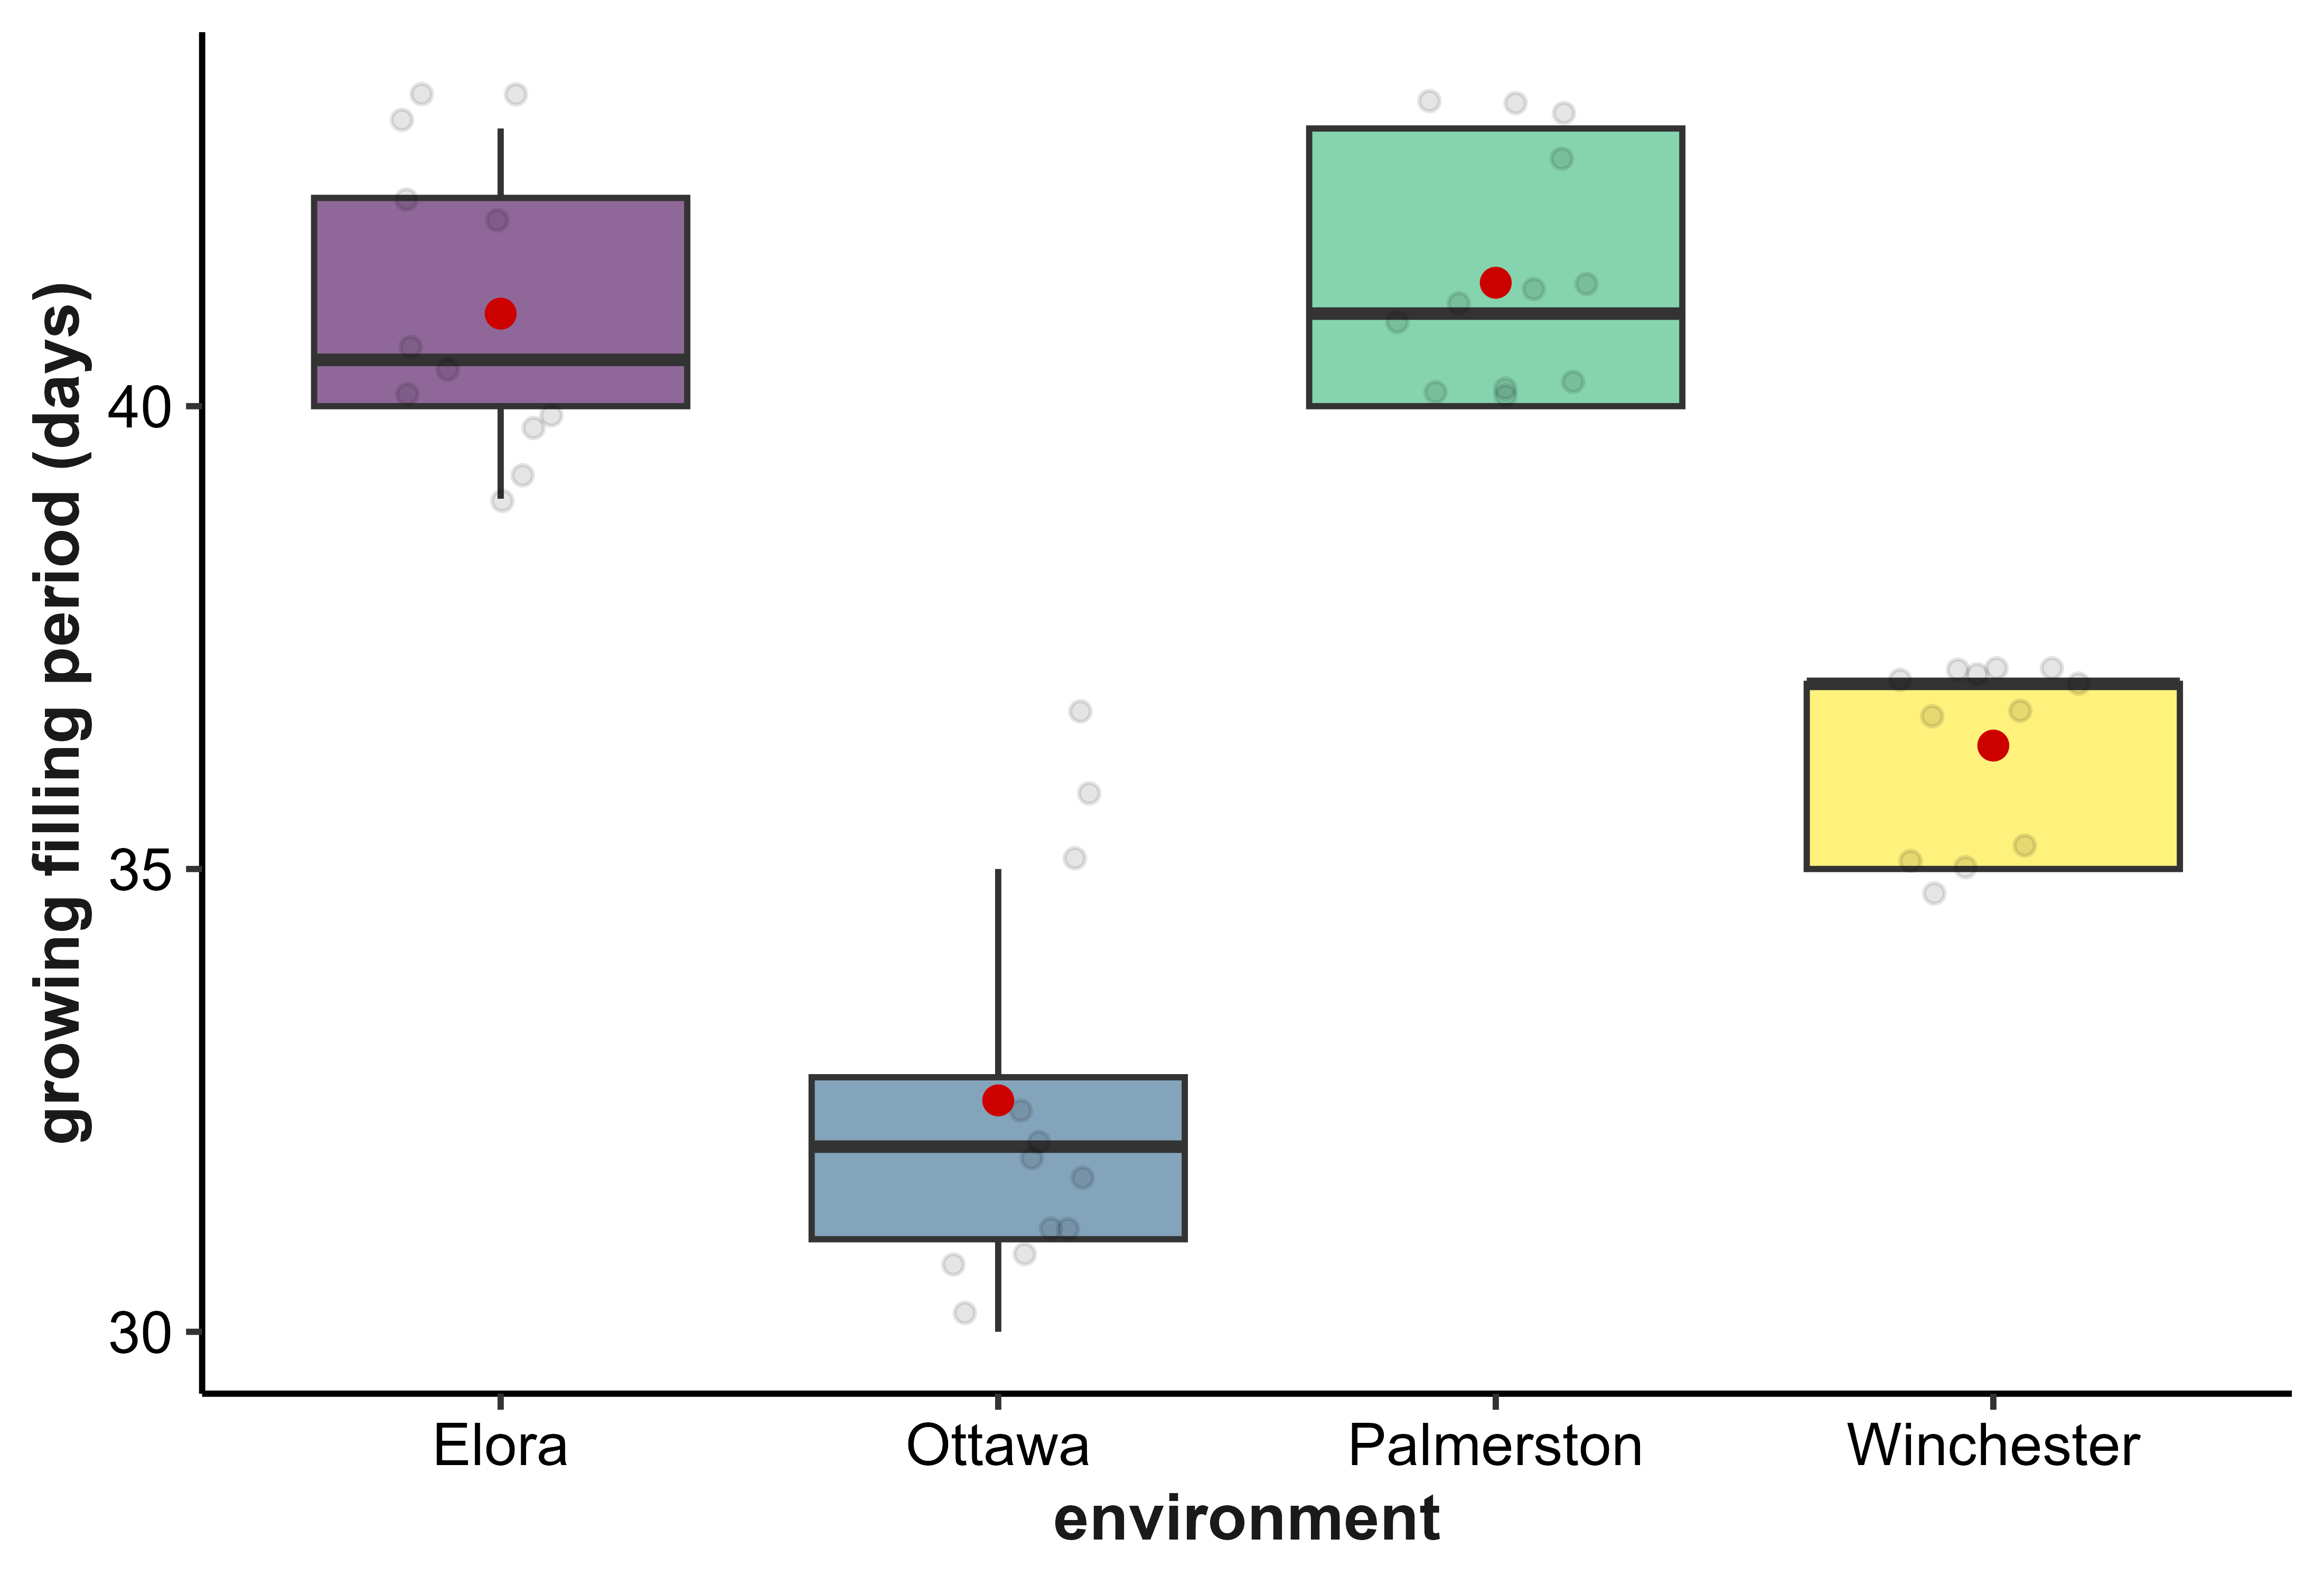 growing filling period (days)
40
35
30
Elora Ottawa Palmerston Winchester
environment